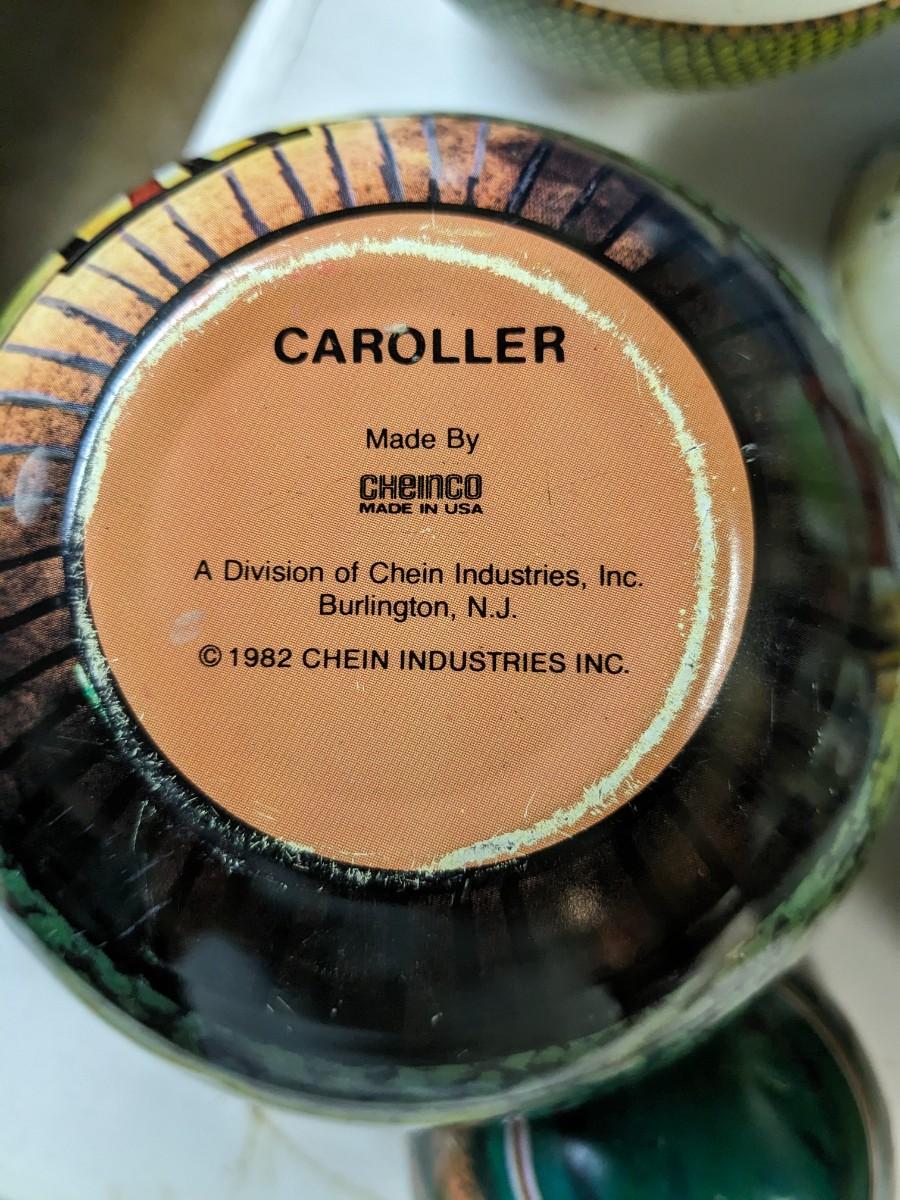 CAROLLER
Made By
CHEINCO
MADE IN USA
A Division of Chein Industries, Inc.
Burlington, N.J.
© 1982 CHEIN INDUSTRIES INC.